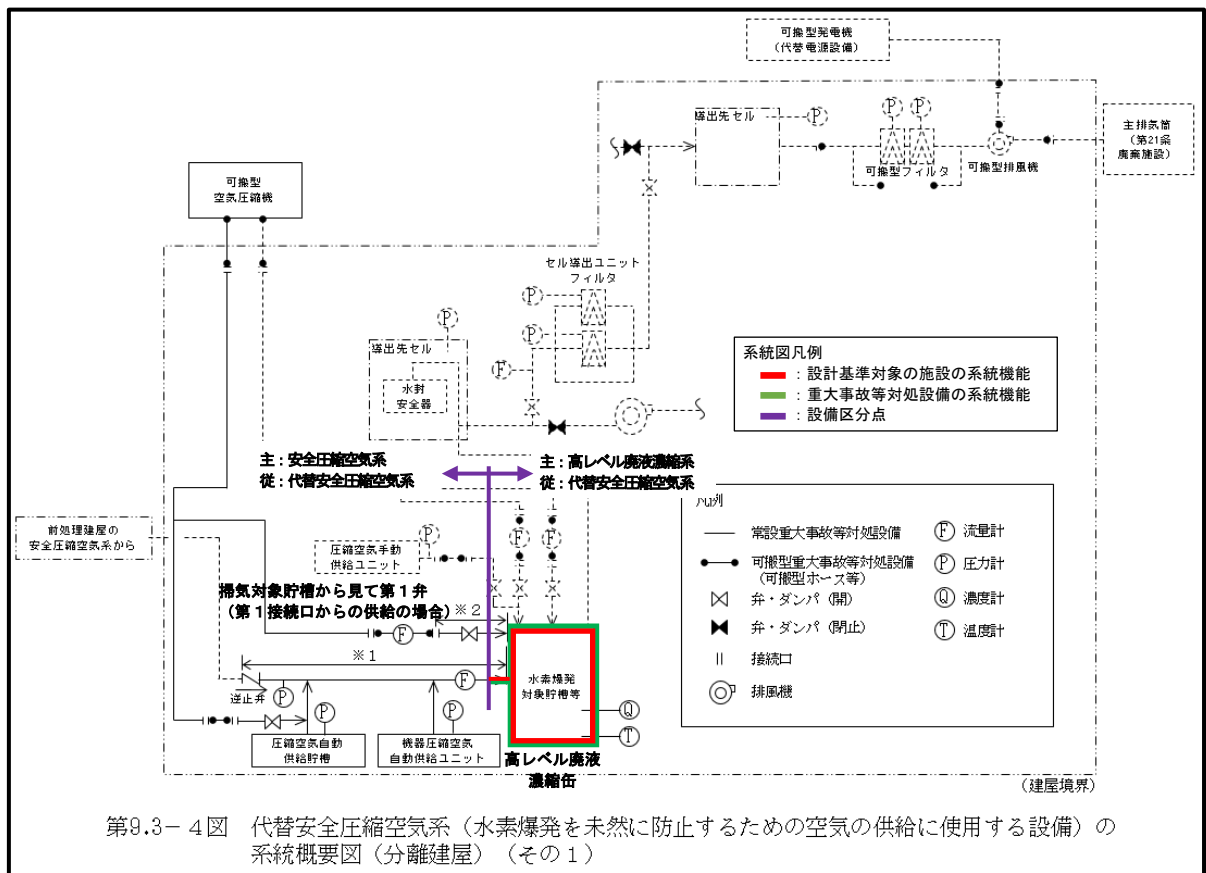 可搬型発電機
(代替電源設備)
導出先セル
P
P
P
可搬型フィルタ
可搬型排風機
主排気筒
(第21条
廃棄施設)
可搬型
空気圧縮機
セル導出ユニット
フィルタ
P
P
P
F
導出先セル
水封
安全器
系統図凡例
:設計基準対象の施設の系統機能
:重大事故等対処設備の系統機能
:設備区分点
主:安全圧縮空気系
従:代替安全圧縮空気系
主:高レベル廃液濃縮系
従:代替安全圧縮空気系
前処理建屋の
安全圧縮空気系から
圧縮空気手動
供給ユニット
P
F
F
掃気対象貯槽から見て第1弁
(第1接続口からの供給の場合)
※2
F
※1
逆止弁
P
F
P
P
圧縮空気自動
供給貯槽
機器圧縮空気
自動供給ユニット
水素爆発
対象貯槽等
Q
T
高レベル廃液
濃縮缶
凡例
常設重大事故等対処設備
可搬型重大事故等対処設備
(可搬型ホース等)
弁・ダンパ(開)
弁・ダンパ(閉止)
接続口
排風機
F 流量計
P 圧力計
Q 濃度計
T 温度計
(建屋境界)
第9.3-4図 代替安全圧縮空気系(水素爆発を未然に防止するための空気の供給に使用する設備)の
系統概要図(分離建屋)(その1)